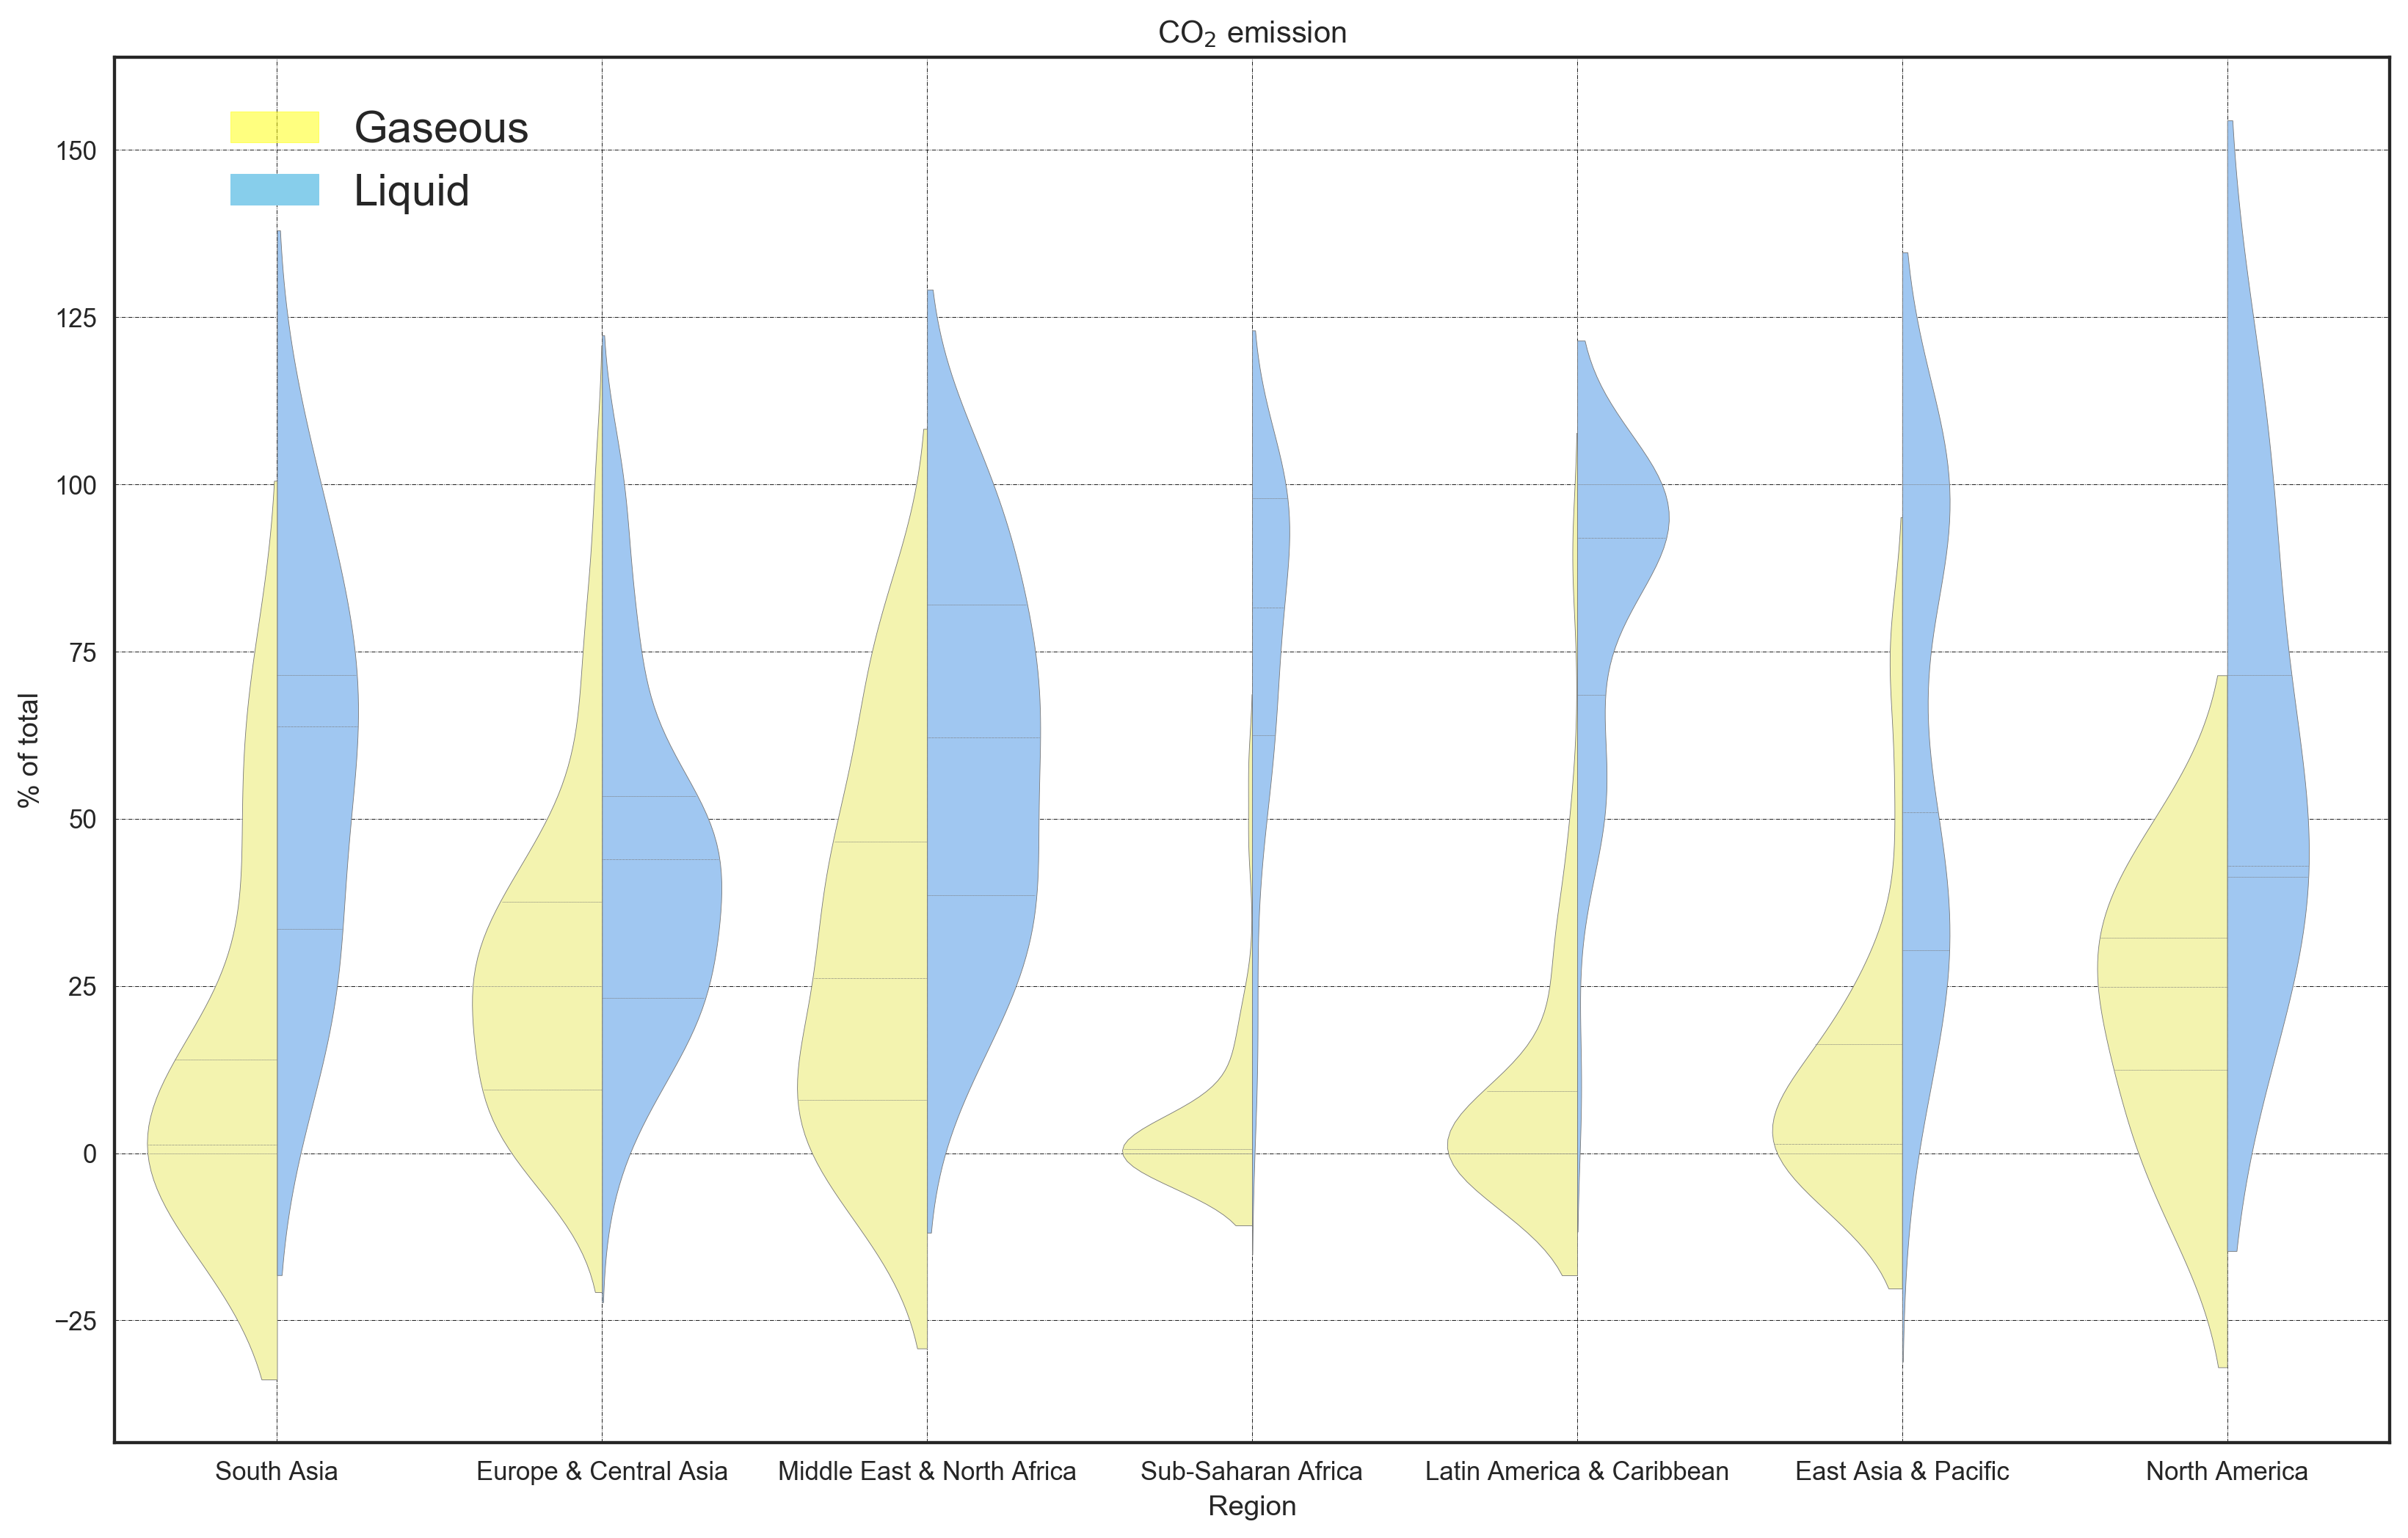 CO₂ emission
Gaseous
Liquid
150
125
100
75
50
25
0
−25
% of total
South Asia Europe & Central Asia Middle East & North Africa Sub-Saharan Africa Latin America & Caribbean East Asia & Pacific North America
Region